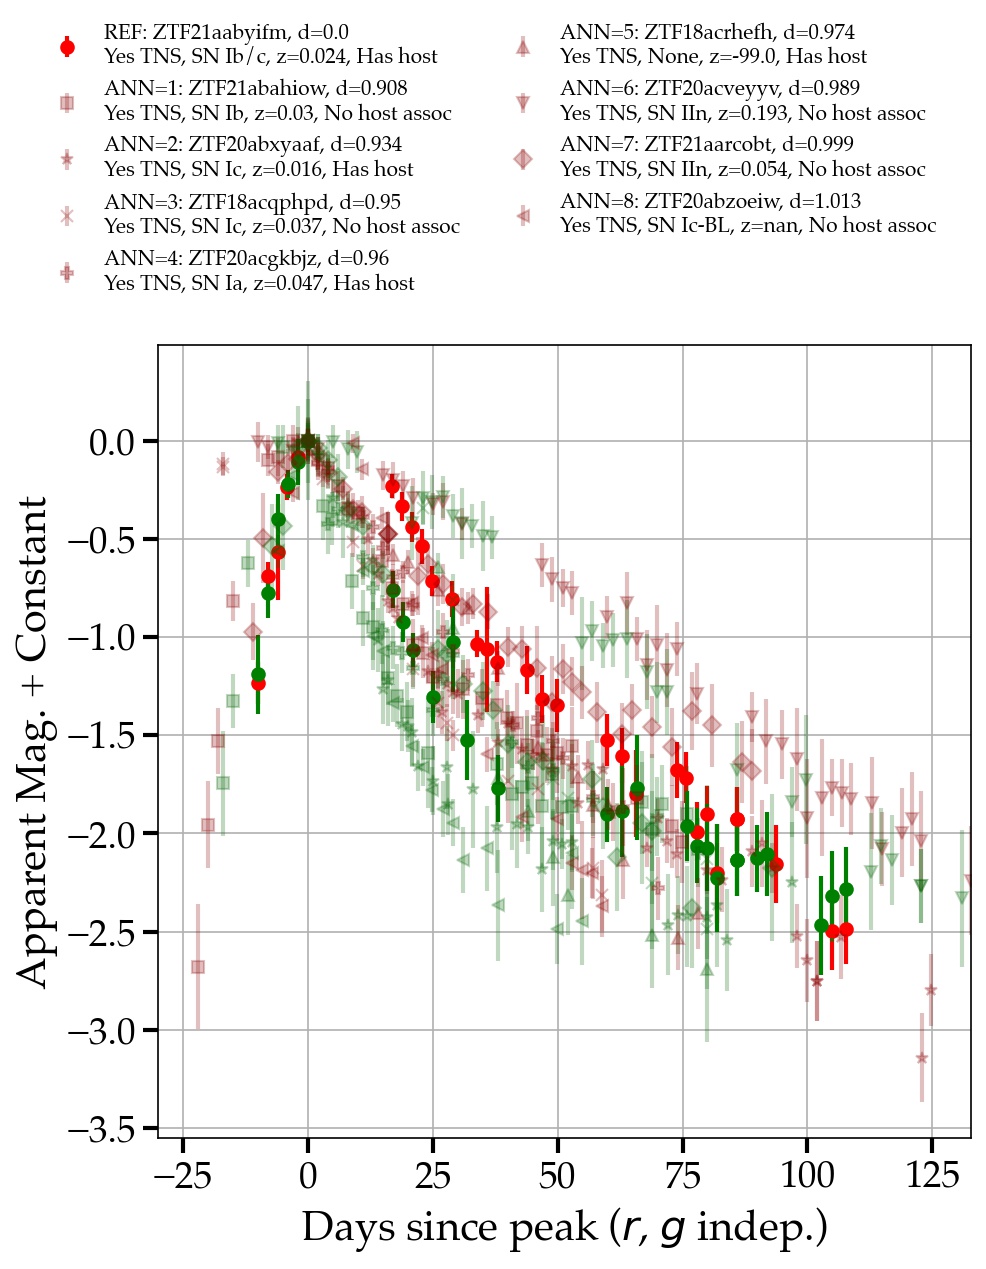 REF: ZTF21aabyifm, d=0.0
Yes TNS, SN Ib/c, z=0.024, Has host
ANN=1: ZTF21abahiow, d=0.908
Yes TNS, SN Ib, z=0.03, No host assoc
ANN=2: ZTF20abxyaaf, d=0.934
Yes TNS, SN Ic, z=0.016, Has host
ANN=3: ZTF18acqphpd, d=0.95
Yes TNS, SN Ic, z=0.037, No host assoc
ANN=4: ZTF20acgkbjz, d=0.96
Yes TNS, SN Ia, z=0.047, Has host
ANN=5: ZTF18acrhefh, d=0.974
Yes TNS, None, z=-99.0, Has host
ANN=6: ZTF20acveyyv, d=0.989
Yes TNS, SN IIn, z=0.193, No host assoc
ANN=7: ZTF21aarcobt, d=0.999
Yes TNS, SN IIn, z=0.054, No host assoc
ANN=8: ZTF20abzoeiw, d=1.013
Yes TNS, SN Ic-BL, z=nan, No host assoc
Apparent Mag. + Constant
0.0
−0.5
−1.0
−1.5
−2.0
−2.5
−3.0
−3.5
−25 0 25 50 75 100 125
Days since peak (r, g indep.)